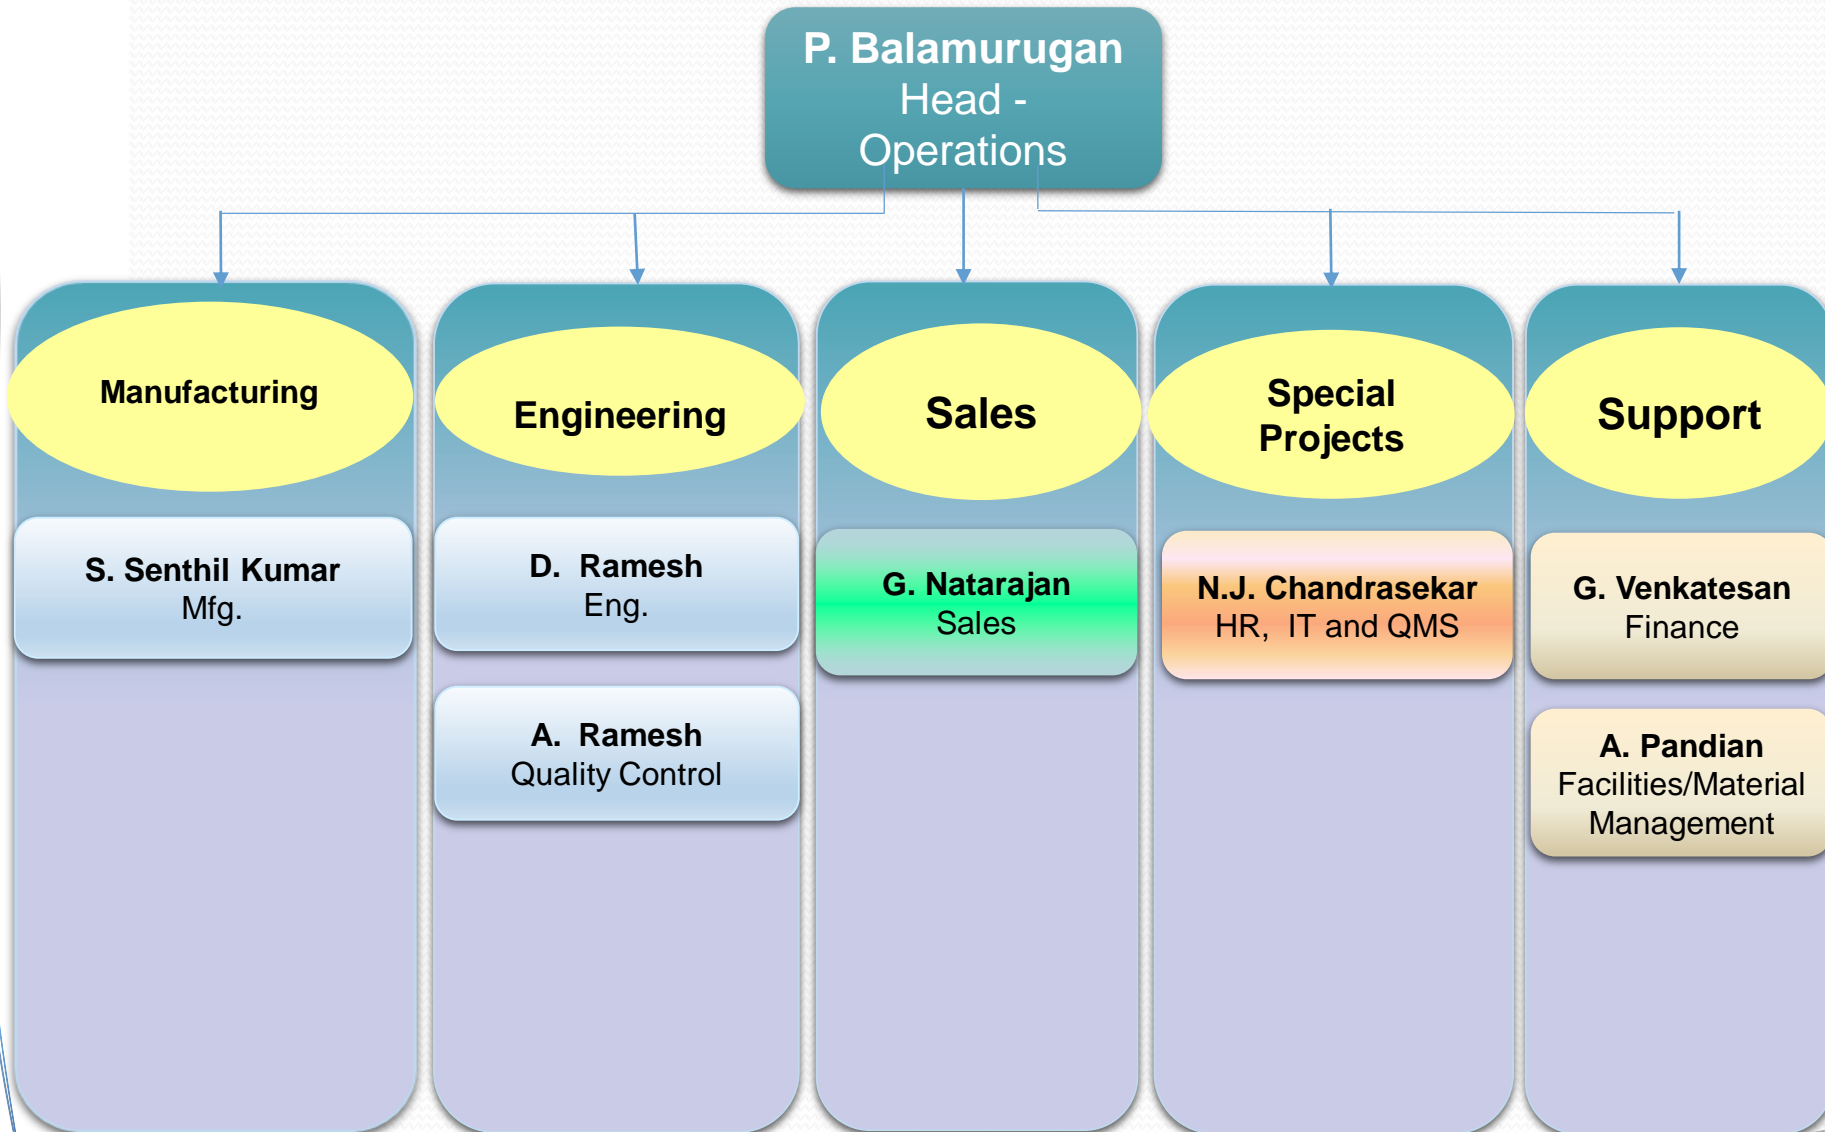 P. Balamurugan
Head -
Operations
Manufacturing
Engineering
Sales
Special
Projects
Support
S. Senthil Kumar
Mfg.
D. Ramesh
Eng.
A. Ramesh
Quality Control
G. Natarajan
Sales
N.J. Chandrasekar
HR, IT and QMS
G. Venkatesan
Finance
A. Pandian
Facilities/Material
Management